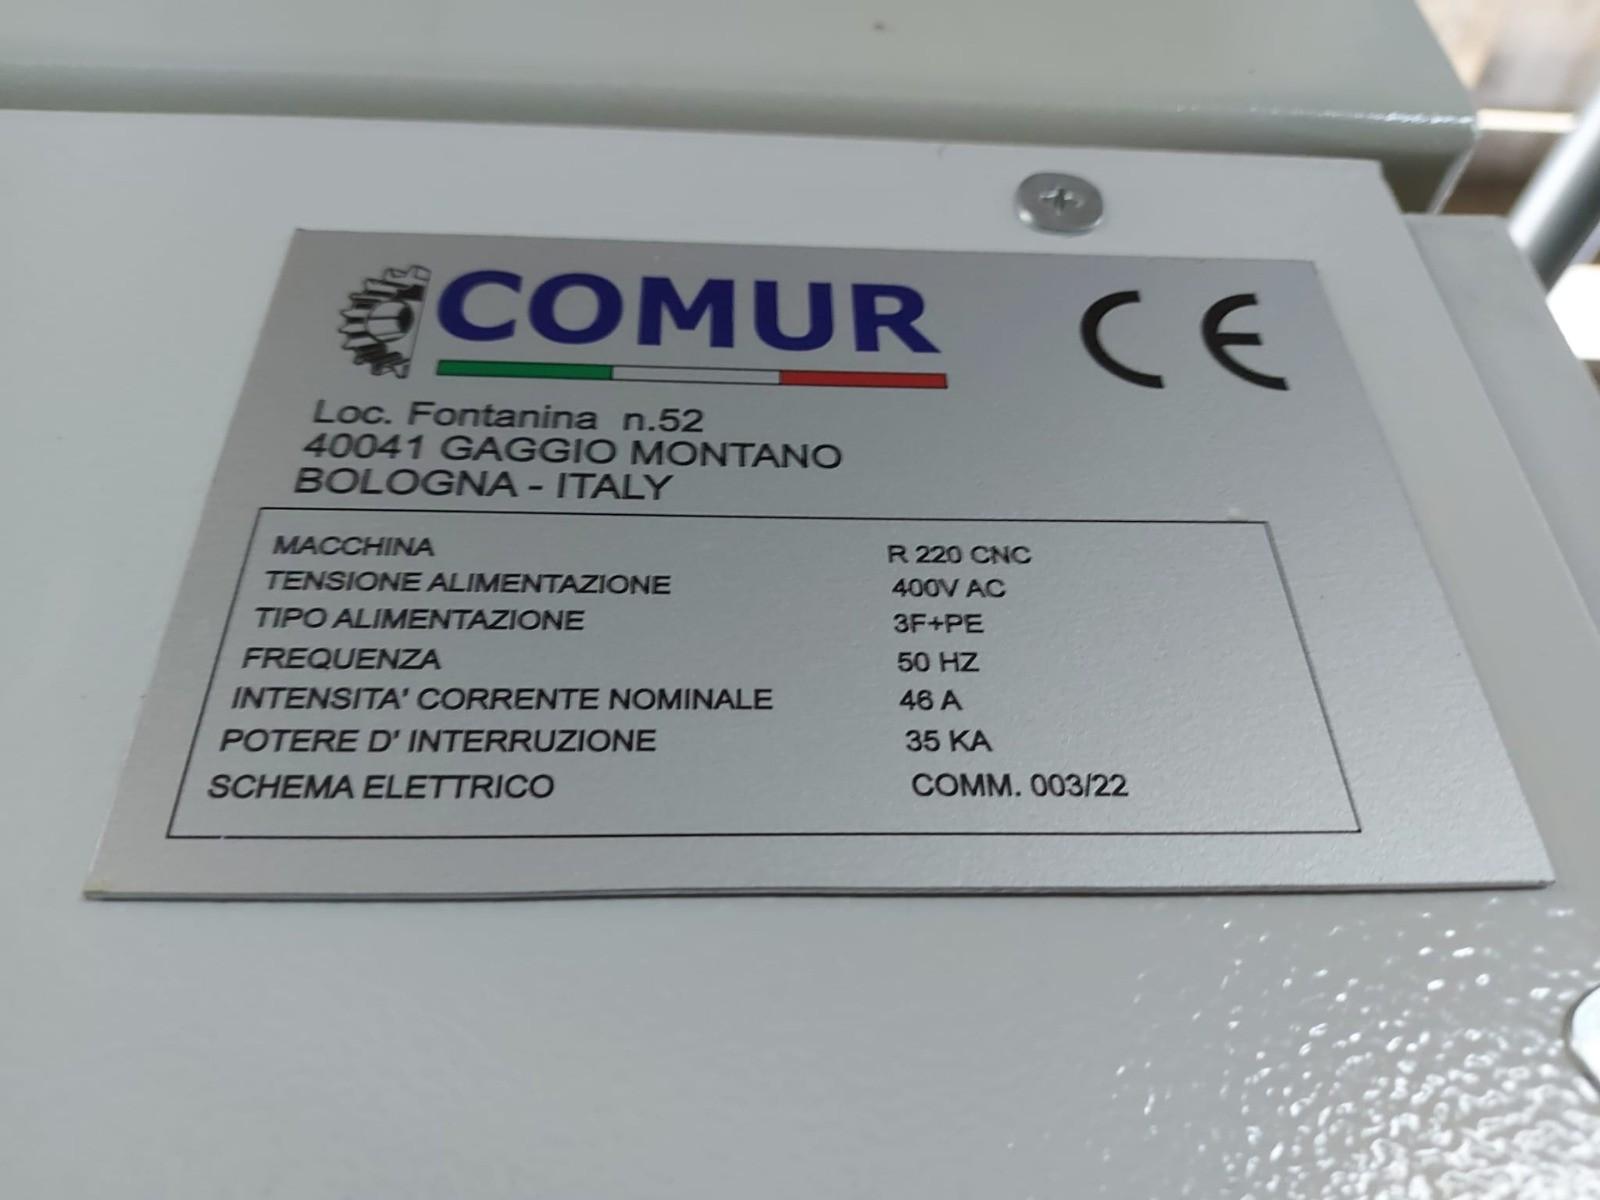 COMUR CE
Loc. Fontanina n.52
40041 GAGGIO MONTANO
BOLOGNA - ITALY
MACCHINA R 220 CNC
TENSIONE ALIMENTAZIONE 400V AC
TIPO ALIMENTAZIONE 3F+PE
FREQUENZA 50 HZ
INTENSITA' CORRENTE NOMINALE 46 A
POTERE D' INTERRUZIONE 35 KA
SCHEMA ELETTRICO COMM. 003/22